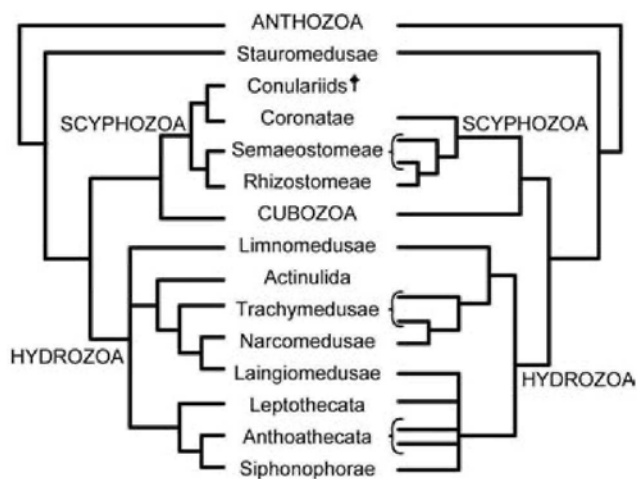 ANTHOZOA
Stauromedusae
Conulariids✝
Coronatae
SCYPHOZOA
SCYPHOZOA
Semaeostomeae
Rhizostomeae
CUBOZOA
Limnomedusae
Actinulida
Trachymedusae
Narcomedusae
HYDROZOA
Laingiomedusae
HYDROZOA
Leptothecata
Anthoathecata
Siphonophorae